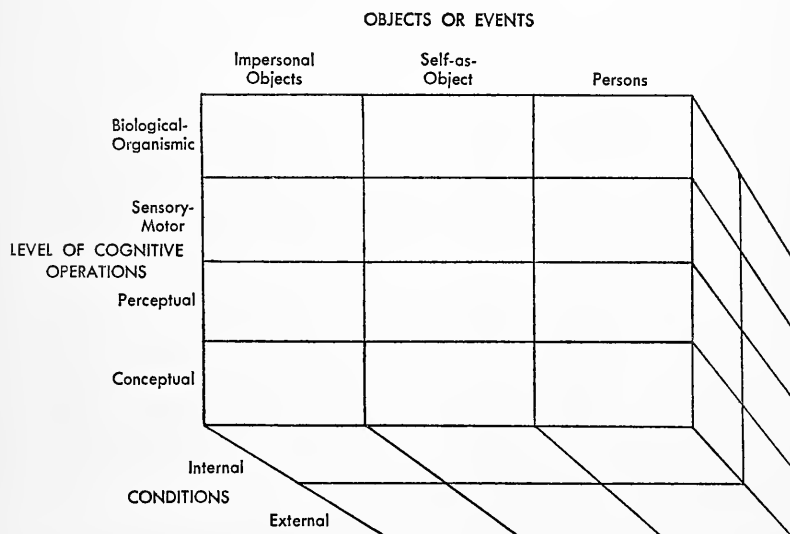 OBJECTS OR EVENTS
Impersonal
Objects
Self-as-
Object
Persons
Biological-
Organismic
Sensory-
Motor
LEVEL OF COGNITIVE
OPERATIONS
Perceptual
Conceptual
Internal
CONDITIONS
External